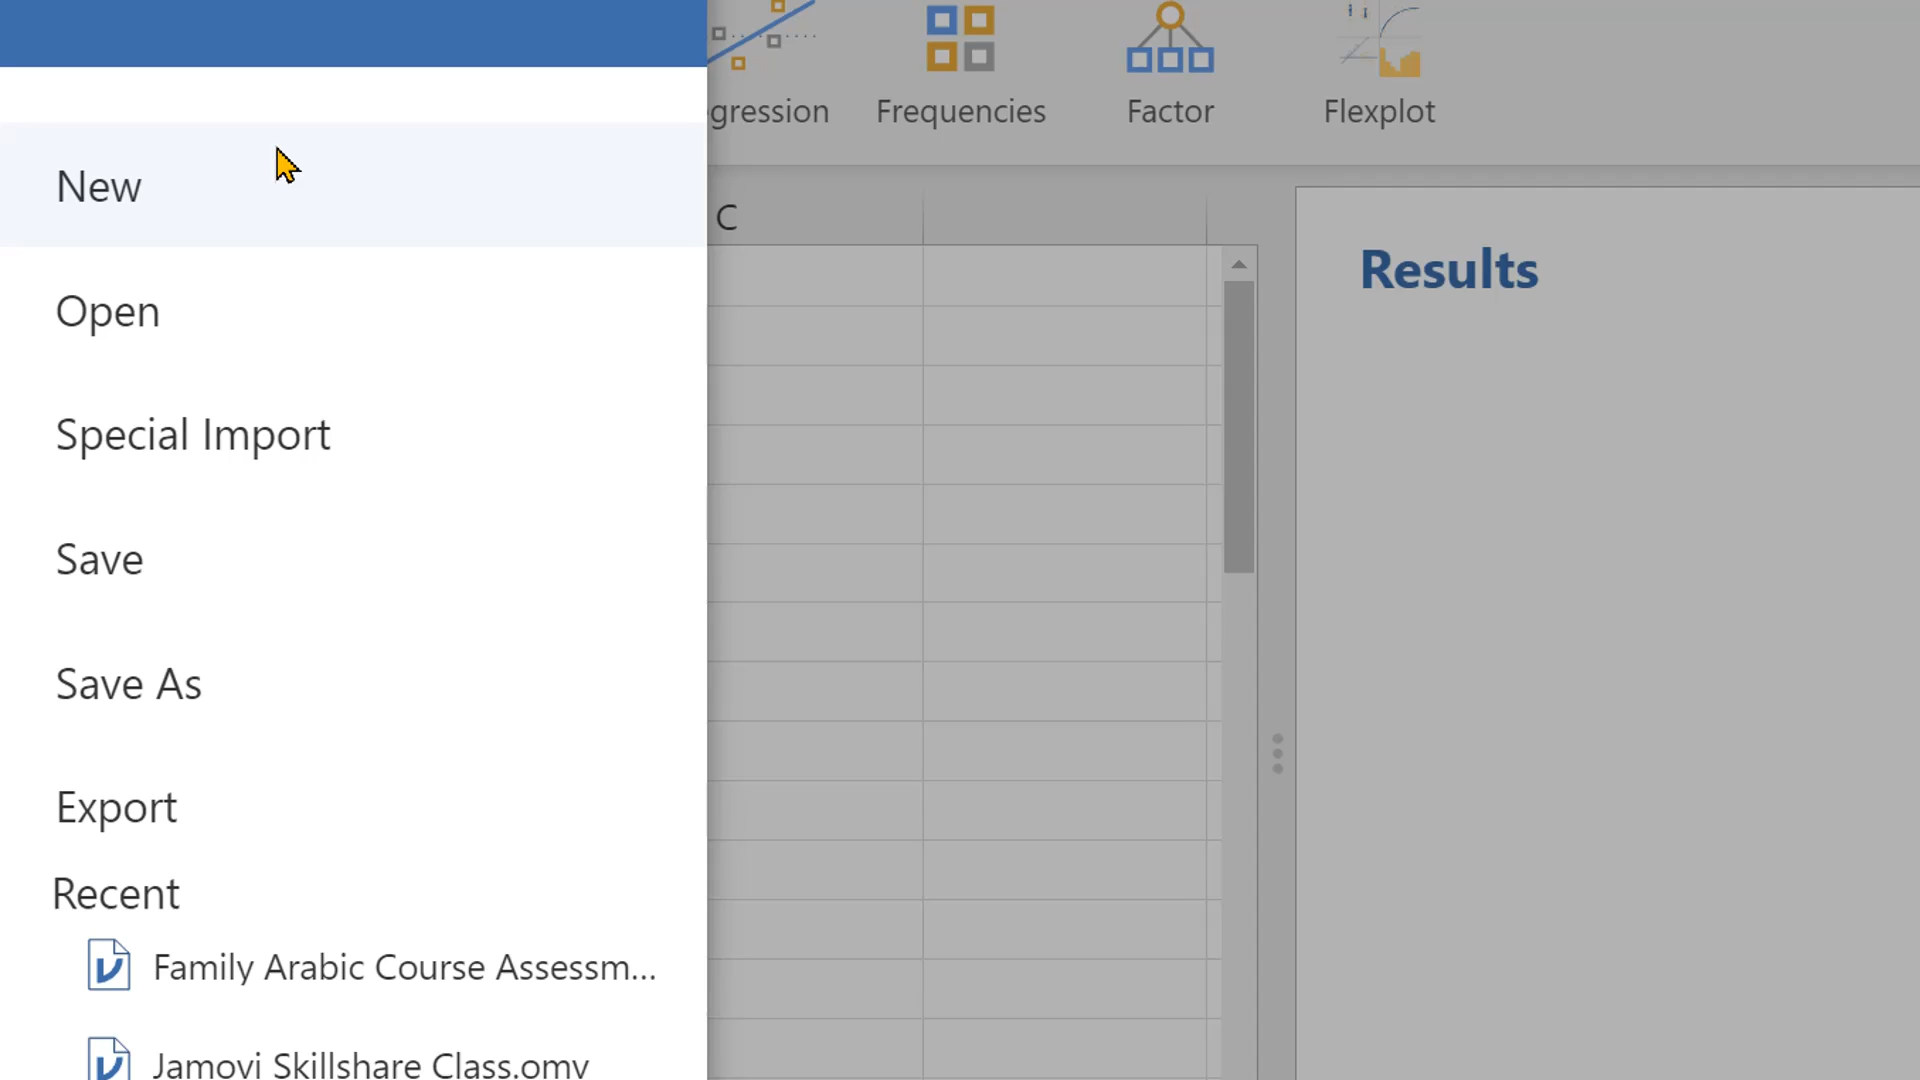 New
Open
Special Import
Save
Save As
Export
Recent
Family Arabic Course Assessm...
Jamovi Skillshare Class.omv
gression
Frequencies
Factor
Flexplot
C
Results